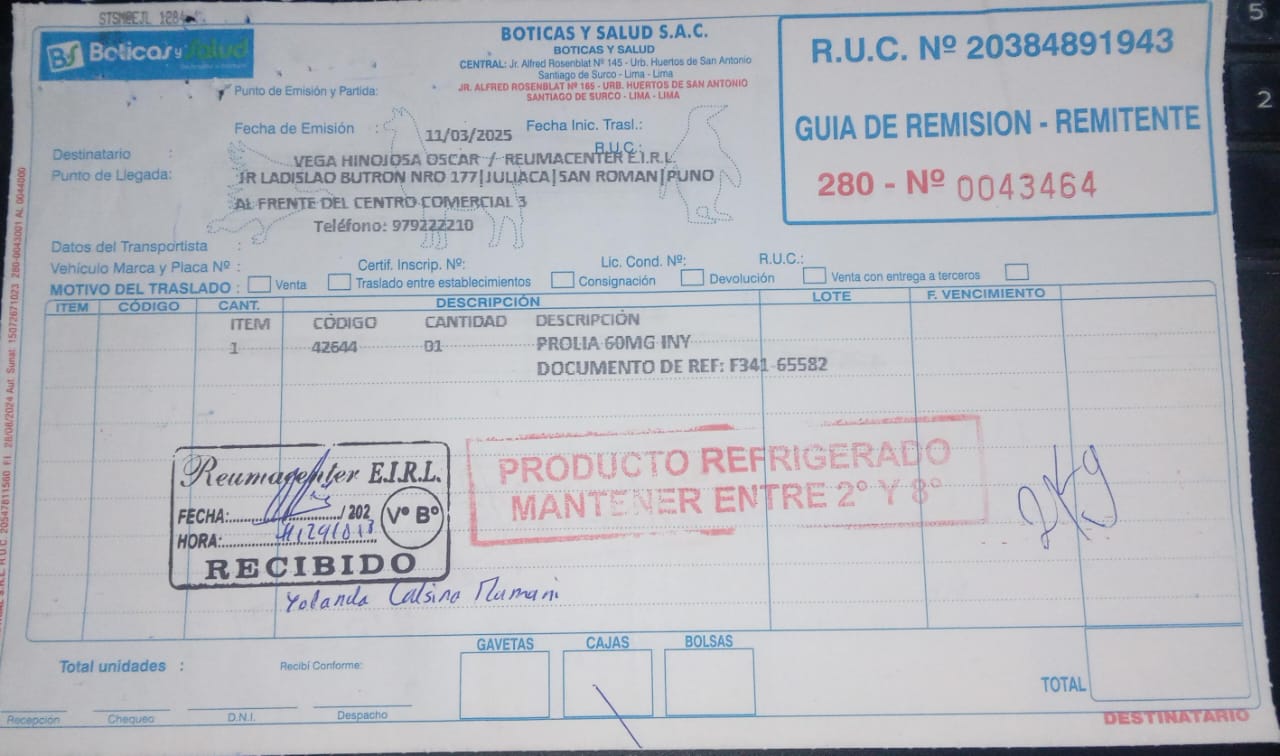 STSM@EJL 1284
BS Boticas y Salud
BOTICAS Y SALUD S.A.C.
BOTICAS Y SALUD
CENTRAL: Jr. Alfred Rosenblat Nº 145 - Urb. Huertos de San Antonio
Santiago de Surco - Lima - Lima
JR. ALFRED ROSENBLAT Nº 165 - URB. HUERTOS DE SAN ANTONIO
SANTIAGO DE SURCO - LIMA - LIMA
R.U.C. Nº 20384891943
GUIA DE REMISION - REMITENTE
280 - Nº 0043464
Punto de Emisión y Partida:
Fecha de Emisión : 11/03/2025 Fecha Inic. Trasl.:
R.U.C.:
Destinatario : VEGA HINOJOSA OSCAR / REUMACENTER E.I.R.L
Punto de Llegada: JR LADISLAO BUTRON NRO 177|JULIACA|SAN ROMAN|PUNO
AL FRENTE DEL CENTRO COMERCIAL 3
Teléfono: 979222210
Datos del Transportista :
Vehículo Marca y Placa Nº : Certif. Inscrip. Nº: Lic. Cond. Nº: R.U.C.:
MOTIVO DEL TRASLADO : Venta Traslado entre establecimientos Consignación Devolución Venta con entrega a terceros
ITEM CÓDIGO CANT. DESCRIPCIÓN LOTE F. VENCIMIENTO
ITEM CÓDIGO CANTIDAD DESCRIPCIÓN
1 42644 01 PROLIA 60MG INY
DOCUMENTO DE REF: F341-65582
Reumacenter E.I.R.L.
FECHA:............/202
HORA:
Vº Bº
RECIBIDO
PRODUCTO REFRIGERADO
MANTENER ENTRE 2º Y 8º
2Kg
Yolanda Calsina Mamani
GAVETAS CAJAS BOLSAS
Total unidades : Recibí Conforme:
TOTAL
Recepción Chequeo D.N.I. Despacho
DESTINATARIO